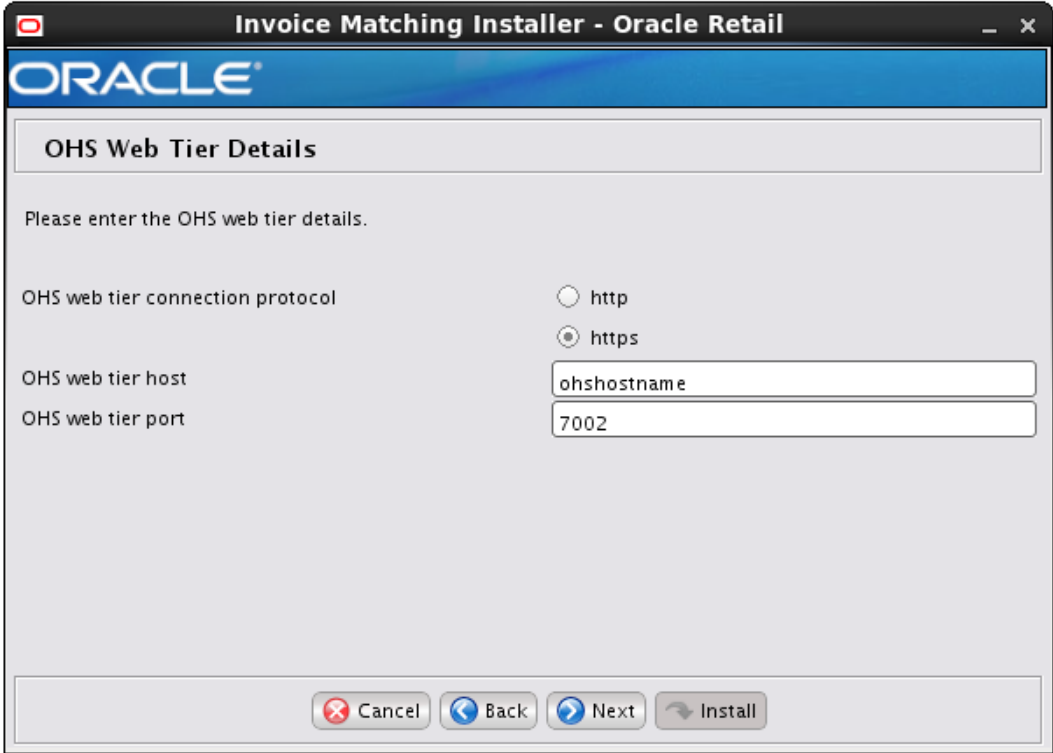 Invoice Matching Installer - Oracle Retail
ORACLE
OHS Web Tier Details
Please enter the OHS web tier details.
OHS web tier connection protocol
http
https
OHS web tier host
ohshostname
OHS web tier port
7002
Cancel
Back
Next
Install